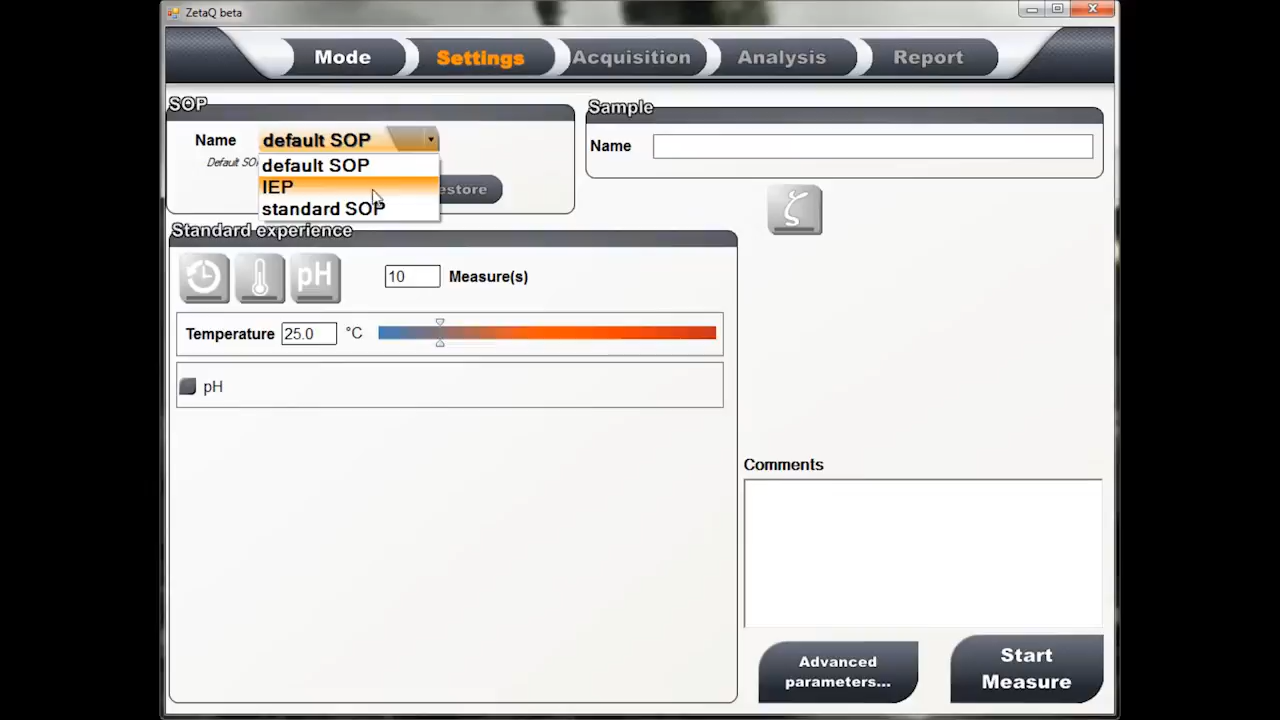 ZetaQ beta
Mode
Settings
Acquisition
Analysis
Report
SOP
Name
default SOP
default SOP
IEP
standard SOP
Sample
Name
ζ
Standard experience
pH
10
Measure(s)
Temperature
25.0
°C
pH
Comments
Advanced
parameters...
Start
Measure